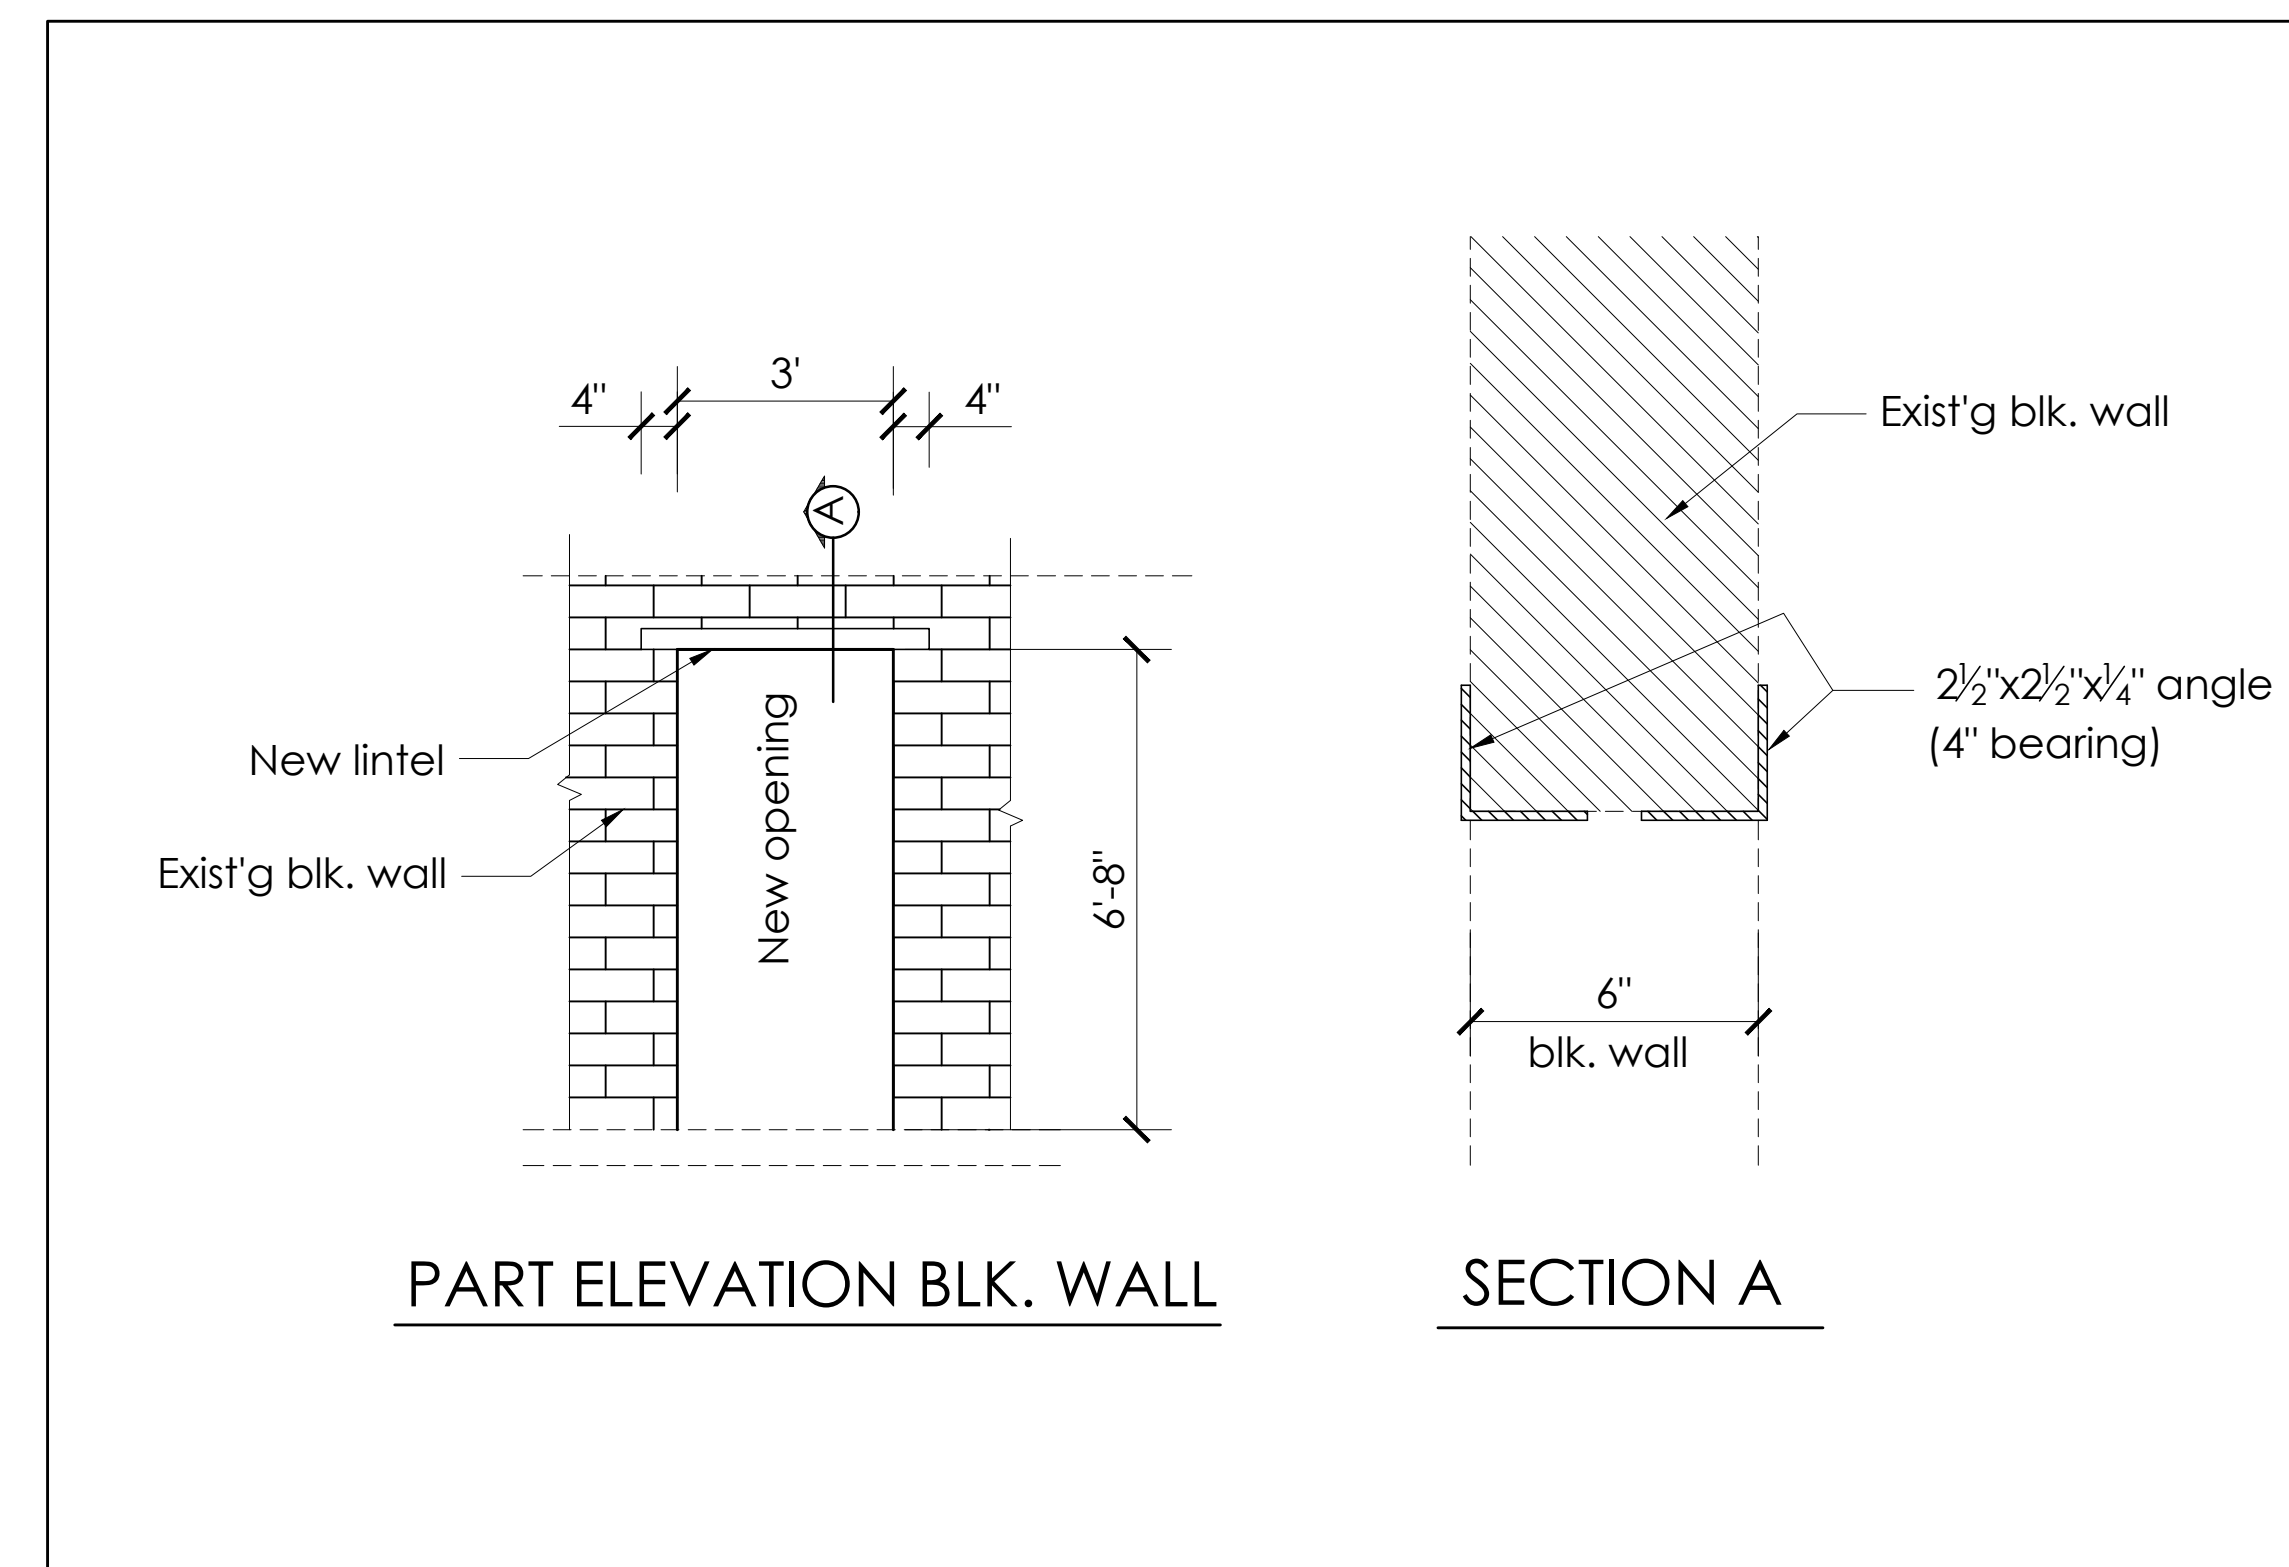 3'
4"
4"
A
New opening
New lintel
Exist'g blk. wall
6'-8"
PART ELEVATION BLK. WALL
Exist'g blk. wall
2½"x2½"x¼" angle
(4" bearing)
6"
blk. wall
SECTION A